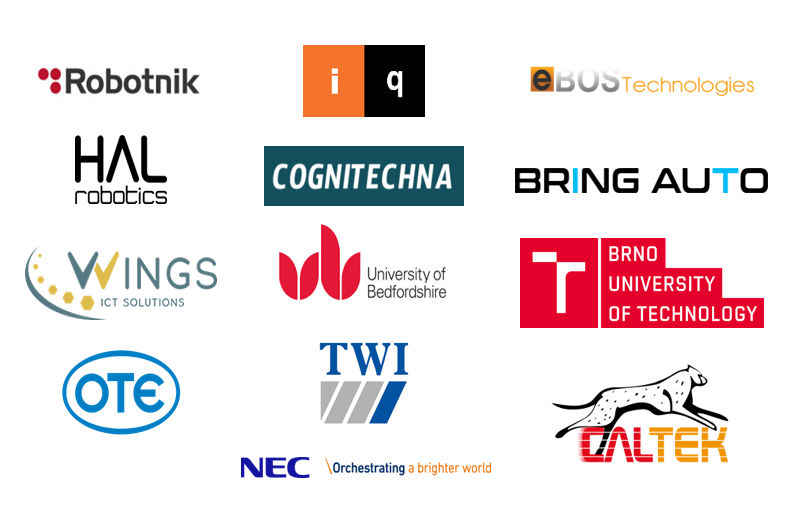 Robotnik
iq
eBOS Technologies
HAL
robotics
COGNITECHNA
BRING AUTO
WINGS
ICT SOLUTIONS
University of
Bedfordshire
BRNO
UNIVERSITY
OF TECHNOLOGY
OTE
TWI
CALTEK
NEC \Orchestrating a brighter world